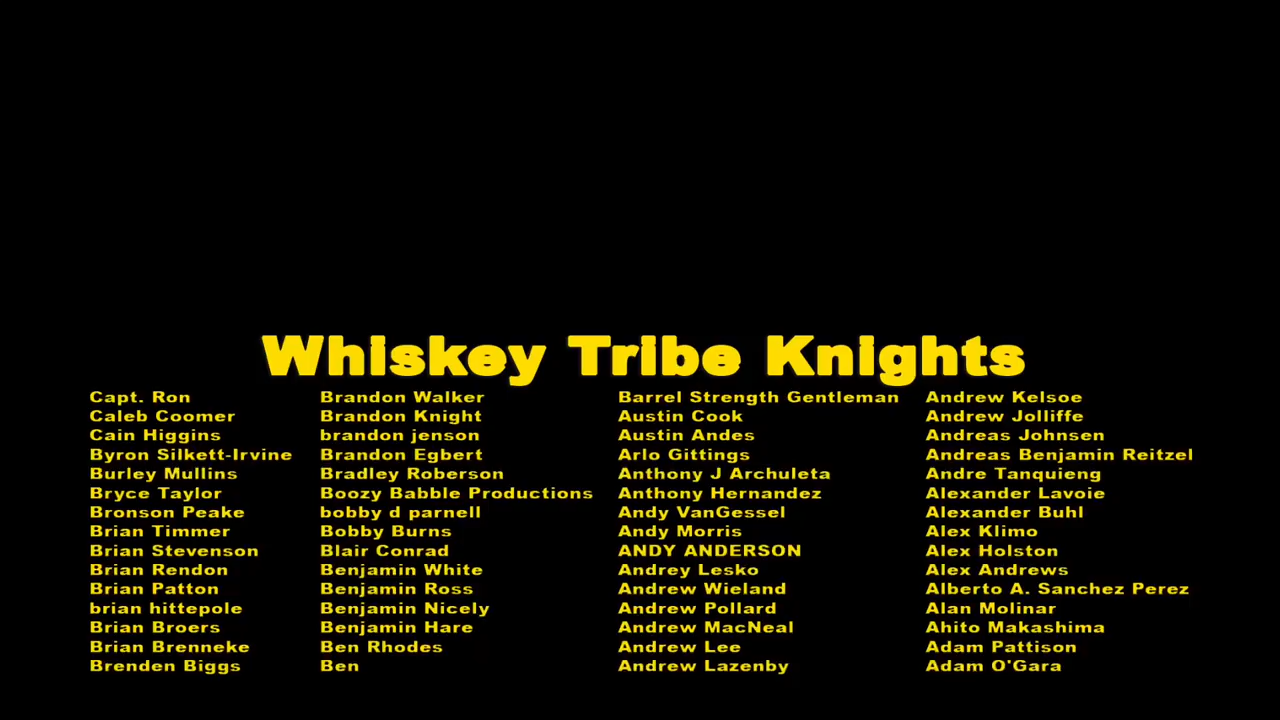 Whiskey Tribe Knights
Capt. Ron
Caleb Coomer
Cain Higgins
Byron Silkett-Irvine
Burley Mullins
Bryce Taylor
Bronson Peake
Brian Timmer
Brian Stevenson
Brian Rendon
Brian Patton
brian hittepole
Brian Broers
Brian Brenneke
Brenden Biggs
Brandon Walker
Brandon Knight
brandon jenson
Brandon Egbert
Bradley Roberson
Boozy Babble Productions
bobby d parnell
Bobby Burns
Blair Conrad
Benjamin White
Benjamin Ross
Benjamin Nicely
Benjamin Hare
Ben Rhodes
Ben
Barrel Strength Gentleman
Austin Cook
Austin Andes
Arlo Gittings
Anthony J Archuleta
Anthony Hernandez
Andy VanGessel
Andy Morris
ANDY ANDERSON
Andrey Lesko
Andrew Wieland
Andrew Pollard
Andrew MacNeal
Andrew Lee
Andrew Lazenby
Andrew Kelsoe
Andrew Jolliffe
Andreas Johnsen
Andreas Benjamin Reitzel
Andre Tanquieng
Alexander Lavoie
Alexander Buhl
Alex Klimo
Alex Holston
Alex Andrews
Alberto A. Sanchez Perez
Alan Molinar
Ahito Makashima
Adam Pattison
Adam O'Gara